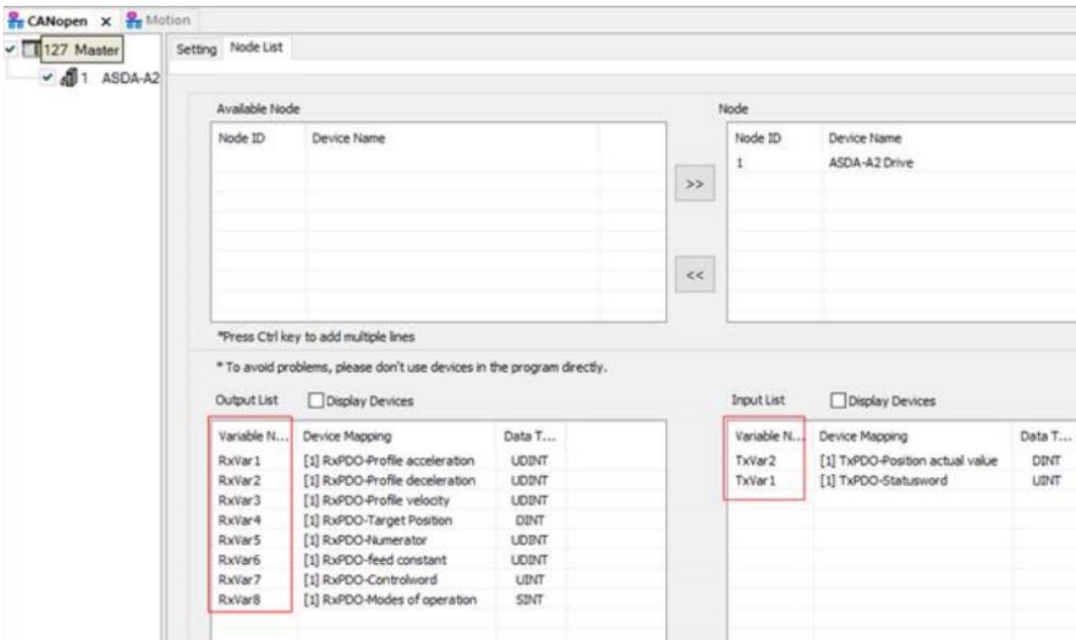 CANopen x Motion
127 Master
1 ASDA-A2
Setting Node List
Available Node
Node ID Device Name
>>
<<
Node
Node ID Device Name
1 ASDA-A2 Drive
*Press Ctrl key to add multiple lines
* To avoid problems, please don't use devices in the program directly.
Output List Display Devices
Variable N... Device Mapping Data T...
RxVar1 [1] RxPDO-Profile acceleration UDINT
RxVar2 [1] RxPDO-Profile deceleration UDINT
RxVar3 [1] RxPDO-Profile velocity UDINT
RxVar4 [1] RxPDO-Target Position DINT
RxVar5 [1] RxPDO-Numerator UDINT
RxVar6 [1] RxPDO-feed constant UDINT
RxVar7 [1] RxPDO-Controlword UINT
RxVar8 [1] RxPDO-Modes of operation SINT
Input List Display Devices
Variable N... Device Mapping Data T...
TxVar2 [1] TxPDO-Position actual value DINT
TxVar1 [1] TxPDO-Statusword UINT